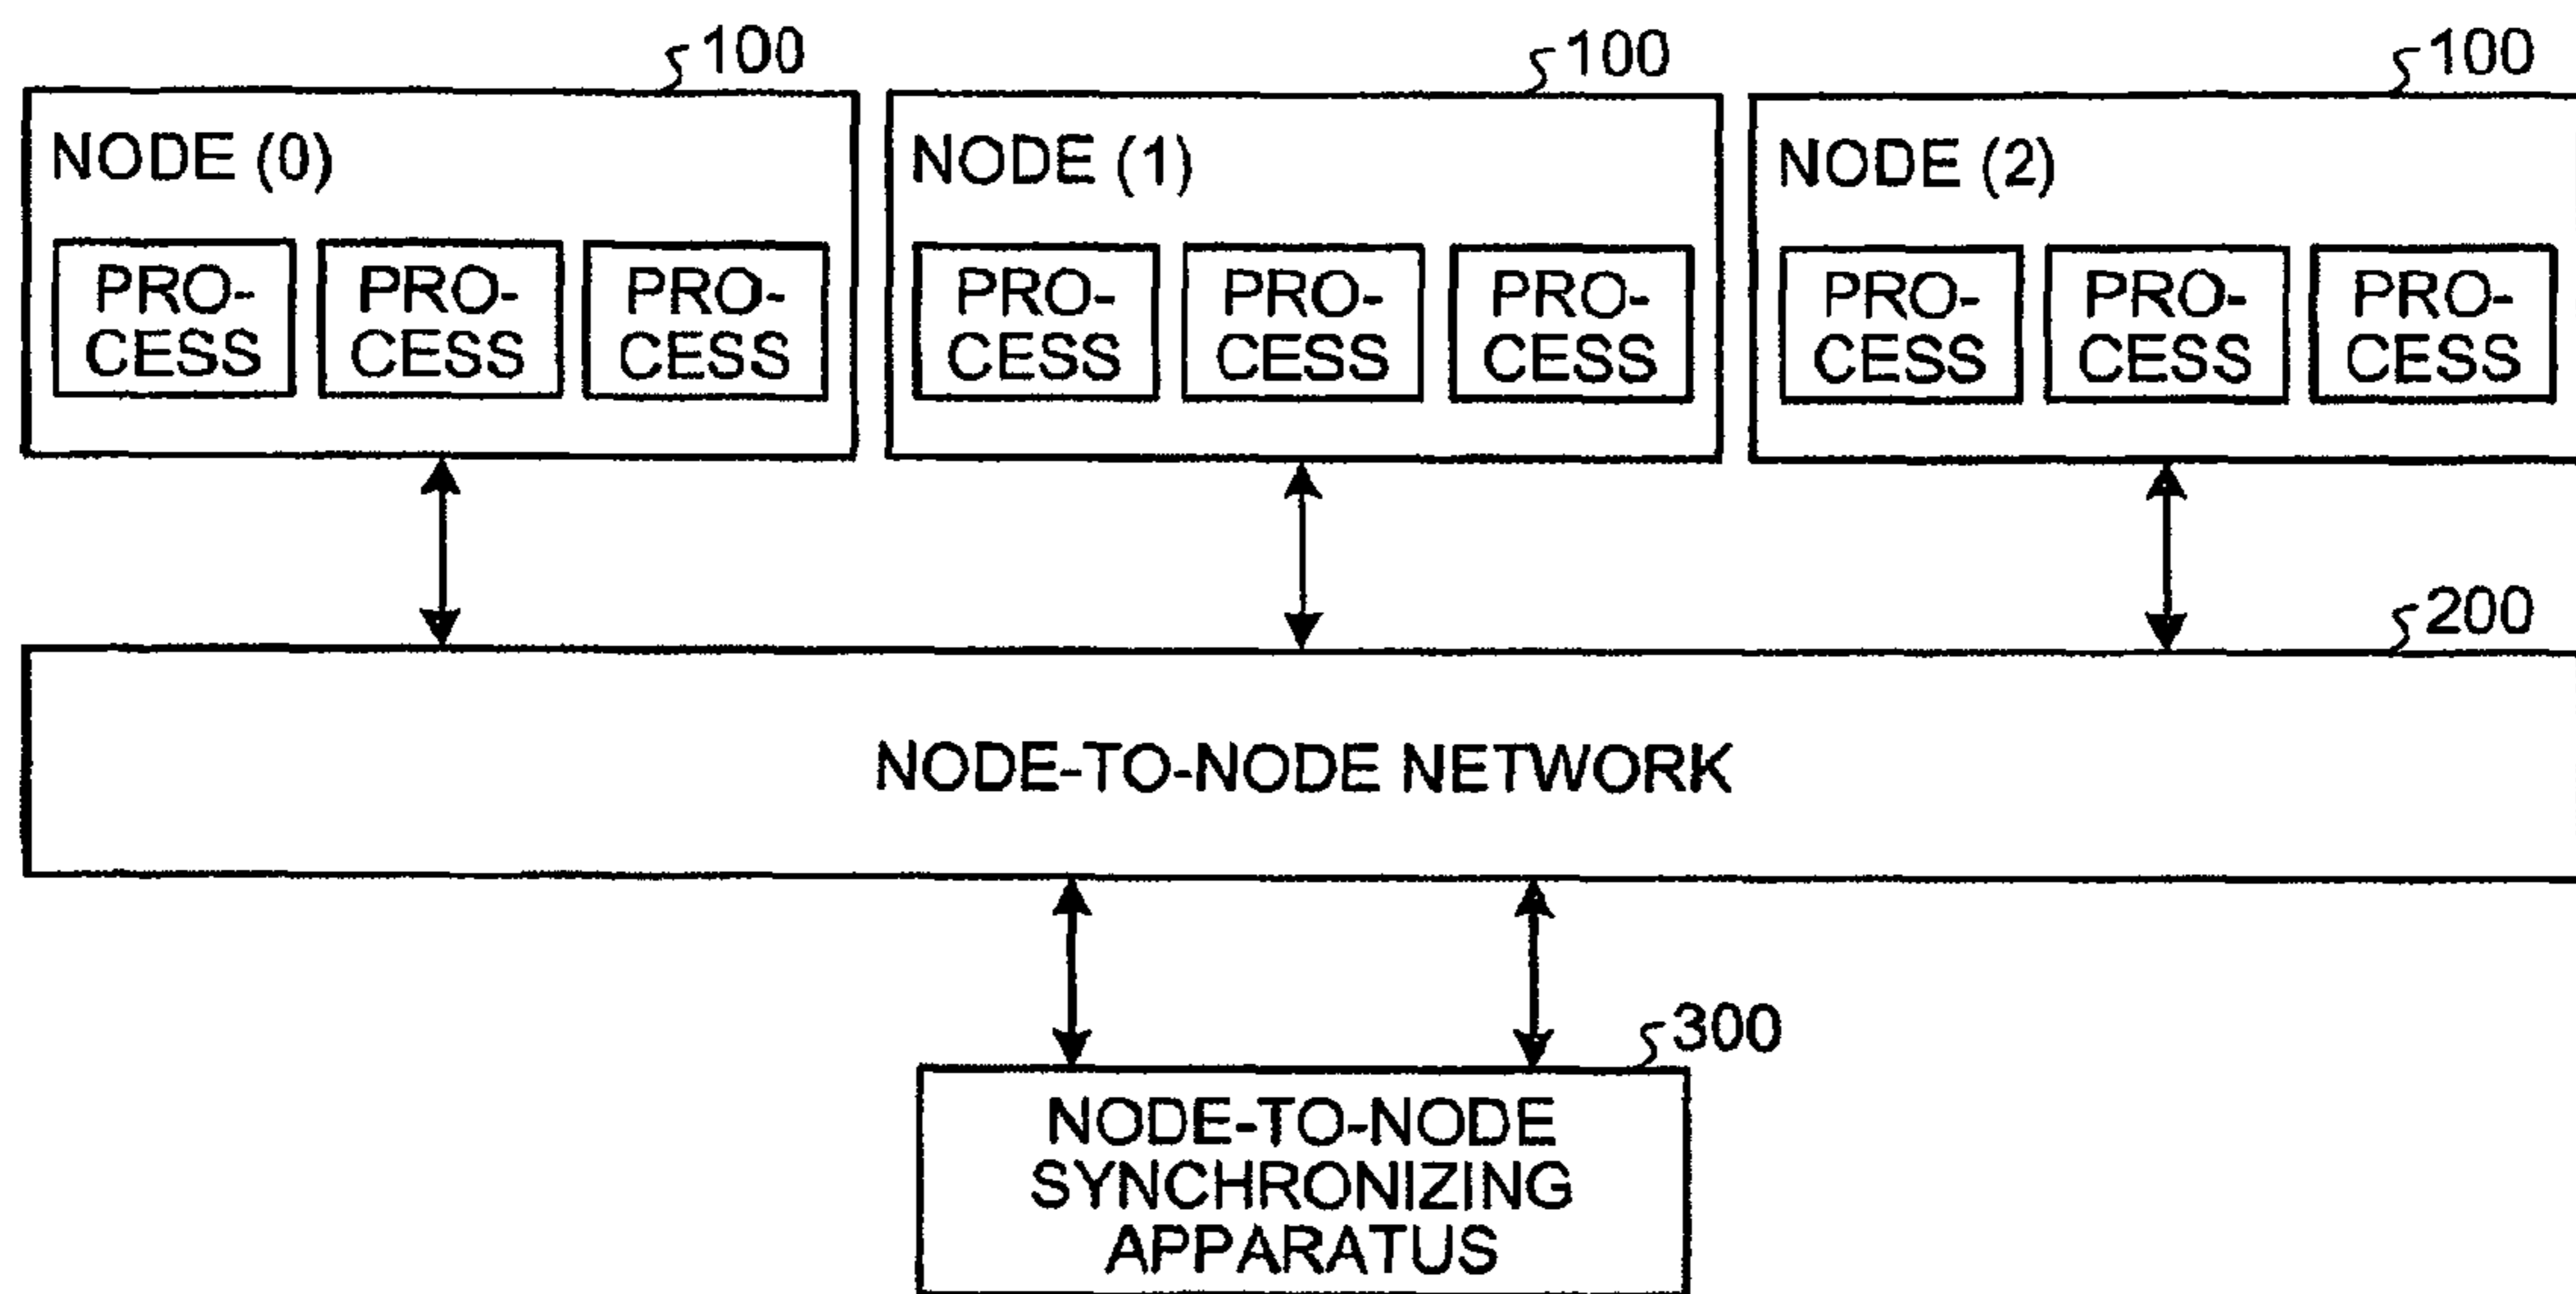 100
100
100
NODE (0)
NODE (1)
NODE (2)
PRO-
CESS
PRO-
CESS
PRO-
CESS
PRO-
CESS
PRO-
CESS
PRO-
CESS
PRO-
CESS
PRO-
CESS
PRO-
CESS
200
NODE-TO-NODE NETWORK
300
NODE-TO-NODE
SYNCHRONIZING
APPARATUS